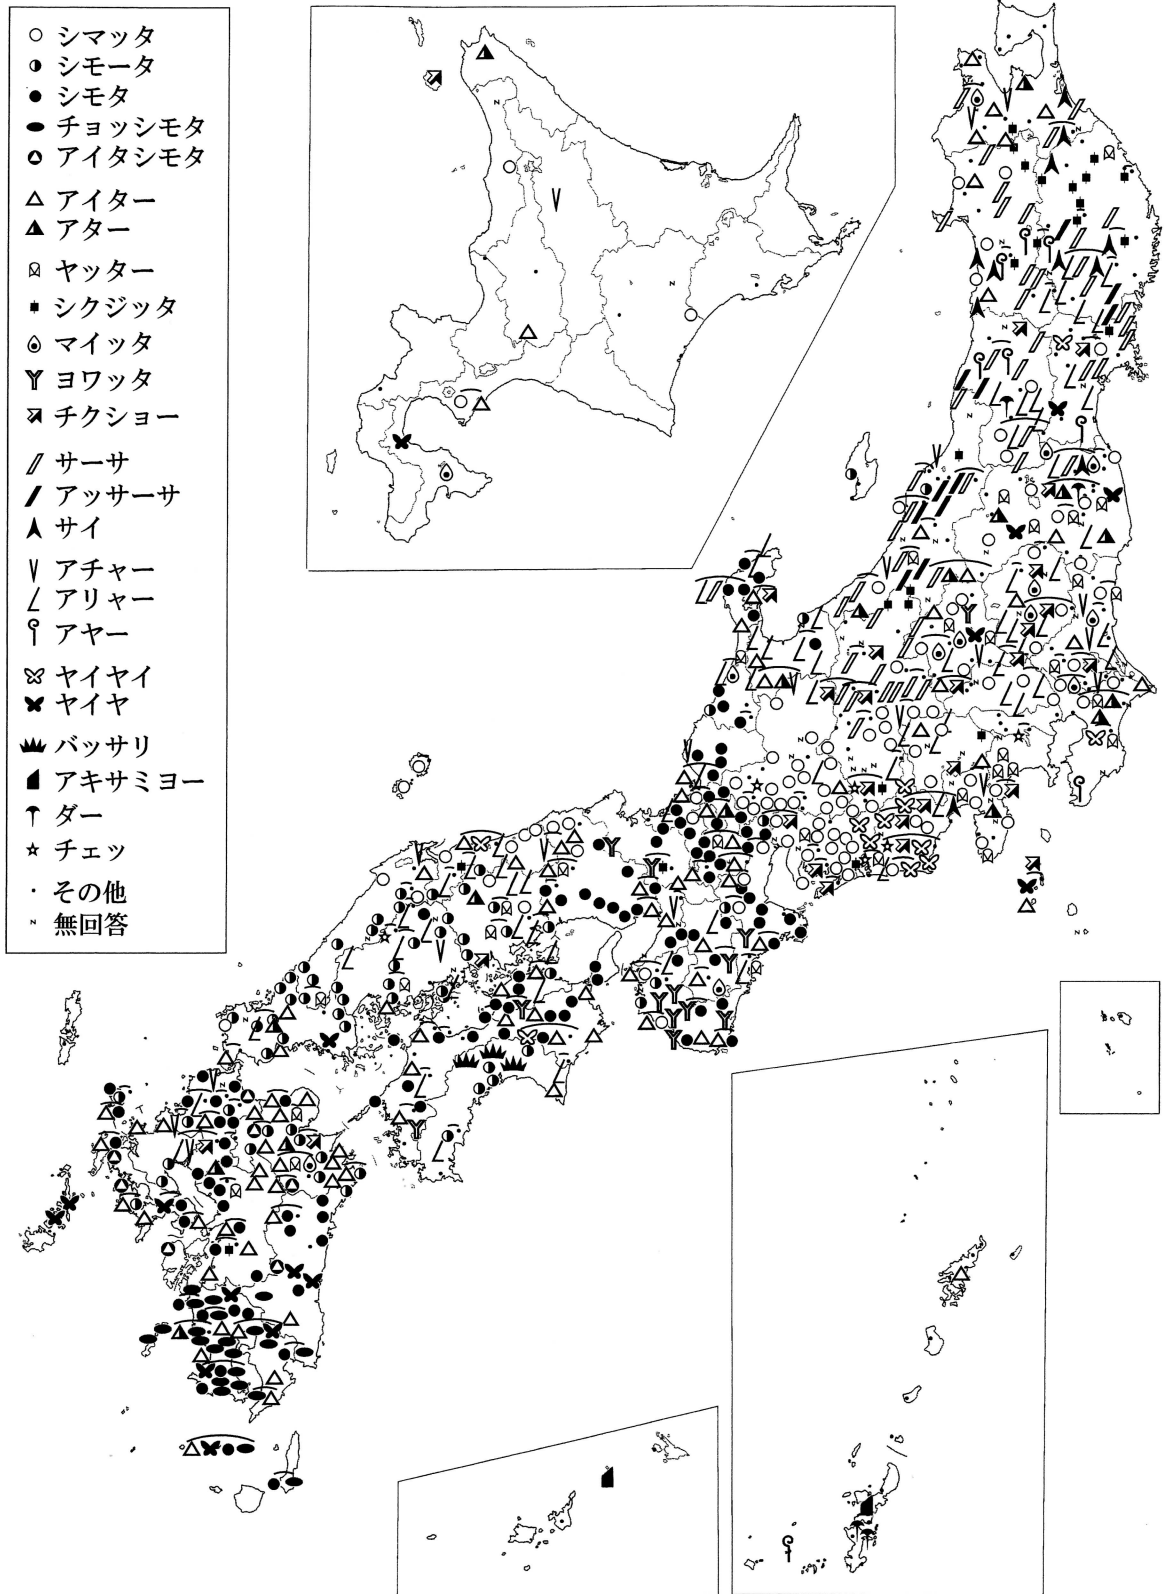 シマッタ
シモータ
シモタ
チョッシモタ
アイタシモタ
アイター
アター
ヤッター
シクジッタ
マイッタ
ヨワッタ
チクショー
サーサ
アッサーサ
サイ
アチャー
アリャー
アヤー
ヤイヤイ
ヤイヤ
バッサリ
アキサミヨー
ダー
チェッ
その他
N 無回答